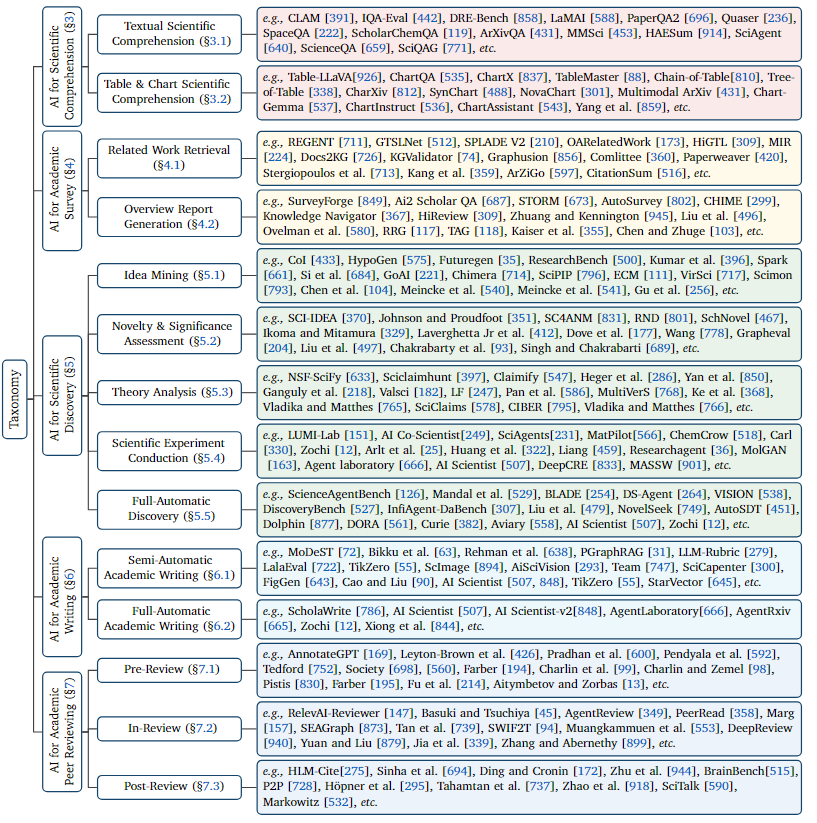 Taxonomy
AI for Scientific
Comprehension (§3)
Textual Scientific
Comprehension (§3.1)
e.g., CLAM [391], IQA-Eval [442], DRE-Bench [858], LaMAI [588], PaperQA2 [696], Quaser [236],
SpaceQA [222], ScholarChemQA [119], ArXivQA [431], MMSci [453], HAESum [914], SciAgent
[640], ScienceQA [659], SciQAG [771], etc.
Table & Chart Scientific
Comprehension (§3.2)
e.g., Table-LLaVA[926], ChartQA [535], ChartX [837], TableMaster [88], Chain-of-Table[810], Tree-
of-Table [338], CharXiv [812], SynChart [488], NovaChart [301], Multimodal ArXiv [431], Chart-
Gemma [537], ChartInstruct [536], ChartAssistant [543], Yang et al. [859], etc.
AI for Academic
Survey (§4)
Related Work Retrieval
(§4.1)
e.g., REGENT [711], GTSLNet [512], SPLADE V2 [210], OARelatedWork [173], HiGTL [309], MIR
[224], Docs2KG [726], KGValidator [74], Graphusion [856], Comlittee [360], Paperweaver [420],
Stergiopoulos et al. [713], Kang et al. [359], ArZiGo [597], CitationSum [516], etc.
Overview Report
Generation (§4.2)
e.g., SurveyForge [849], Ai2 Scholar QA [687], STORM [673], AutoSurvey [802], CHIME [299],
Knowledge Navigator [367], HiReview [309], Zhuang and Kennington [945], Liu et al. [496],
Ovelman et al. [580], RRG [117], TAG [118], Kaiser et al. [355], Chen and Zhuge [103], etc.
AI for Scientific
Discovery (§5)
Idea Mining (§5.1)
e.g., CoI [433], HypoGen [575], Futuregen [35], ResearchBench [500], Kumar et al. [396], Spark
[661], Si et al. [684], GoAI [221], Chimera [714], SciPIP [796], ECM [111], VirSci [717], Scimon
[793], Chen et al. [104], Meincke et al. [540], Meincke et al. [541], Gu et al. [256], etc.
Novelty & Significance
Assessment (§5.2)
e.g., SCI-IDEA [370], Johnson and Proudfoot [351], SC4ANM [831], RND [801], SchNovel [467],
Ikoma and Mitamura [329], Laverghetta Jr et al. [412], Dove et al. [177], Wang [778], Grapheval
[204], Liu et al. [497], Chakrabarty et al. [93], Singh and Chakrabarti [689], etc.
Theory Analysis (§5.3)
e.g., NSF-SciFy [633], Sciclaimhunt [397], Claimify [547], Heger et al. [286], Yan et al. [850],
Ganguly et al. [218], Valsci [182], LF [247], Pan et al. [586], MultiVerS [768], Ke et al. [368],
Vladika and Matthes [765], SciClaims [578], CIBER [795], Vladika and Matthes [766], etc.
Scientific Experiment
Conduction (§5.4)
e.g., LUMI-Lab [151], AI Co-Scientist[249], SciAgents[231], MatPilot[566], ChemCrow [518], Carl
[330], Zochi [12], Arlt et al. [25], Huang et al. [322], Liang [459], Researchagent [36], MolGAN
[163], Agent laboratory [666], AI Scientist [507], DeepCRE [833], MASSW [901], etc.
Full-Automatic
Discovery (§5.5)
e.g., ScienceAgentBench [126], Mandal et al. [529], BLADE [254], DS-Agent [264], VISION [538],
DiscoveryBench [527], InfiAgent-DaBench [307], Liu et al. [479], NovelSeek [749], AutoSDT [451],
Dolphin [877], DORA [561], Curie [382], Aviary [558], AI Scientist [507], Zochi [12], etc.
AI for Academic
Writing (§6)
Semi-Automatic
Academic Writing (§6.1)
e.g., MoDeST [72], Bikku et al. [63], Rehman et al. [638], PGraphRAG [31], LLM-Rubric [279],
LalaEval [722], TikZero [55], ScImage [894], AiSciVision [293], Team [747], SciCapenter [300],
FigGen [643], Cao and Liu [90], AI Scientist [507, 848], TikZero [55], StarVector [645], etc.
Full-Automatic
Academic Writing (§6.2)
e.g., ScholaWrite [786], AI Scientist [507], AI Scientist-v2[848], AgentLaboratory[666], AgentRxiv
[665], Zochi [12], Xiong et al. [844], etc.
AI for Academic
Peer Reviewing (§7)
Pre-Review (§7.1)
e.g., AnnotateGPT [169], Leyton-Brown et al. [426], Pradhan et al. [600], Pendyala et al. [592],
Tedford [752], Society [698], [560], Farber [194], Charlin et al. [99], Charlin and Zemel [98],
Pistis [830], Farber [195], Fu et al. [214], Aitymbetov and Zorbas [13], etc.
In-Review (§7.2)
e.g., RelevAI-Reviewer [147], Basuki and Tsuchiya [45], AgentReview [349], PeerRead [358], Marg
[157], SEAGraph [873], Tan et al. [739], SWIF2T [94], Muangkammuen et al. [553], DeepReview
[940], Yuan and Liu [879], Jia et al. [339], Zhang and Abernethy [899], etc.
Post-Review (§7.3)
e.g., HLM-Cite[275], Sinha et al. [694], Ding and Cronin [172], Zhu et al. [944], BrainBench[515],
P2P [728], Höpner et al. [295], Tahamtan et al. [737], Zhao et al. [918], SciTalk [590],
Markowitz [532], etc.